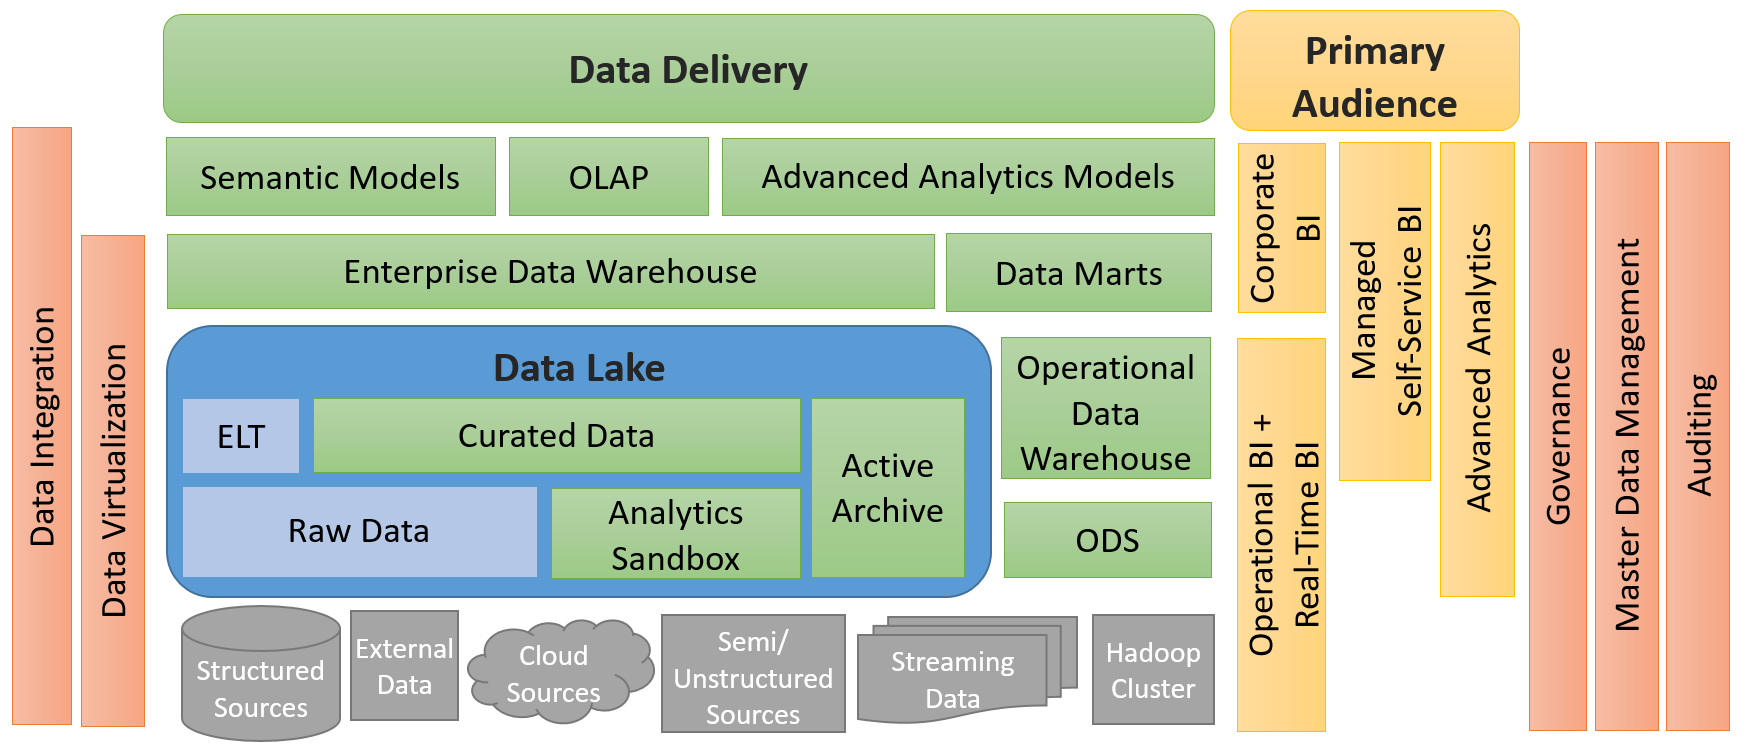 Data Delivery
Primary
Audience
Semantic Models
OLAP
Advanced Analytics Models
Enterprise Data Warehouse
Data Marts
Data Lake
ELT
Curated Data
Active
Archive
Raw Data
Analytics
Sandbox
Operational
Data
Warehouse
ODS
Structured
Sources
External
Data
Cloud
Sources
Semi/
Unstructured
Sources
Streaming
Data
Hadoop
Cluster
Data Integration
Data Virtualization
Corporate
BI
Operational BI +
Real-Time BI
Managed
Self-Service BI
Advanced Analytics
Governance
Master Data Management
Auditing